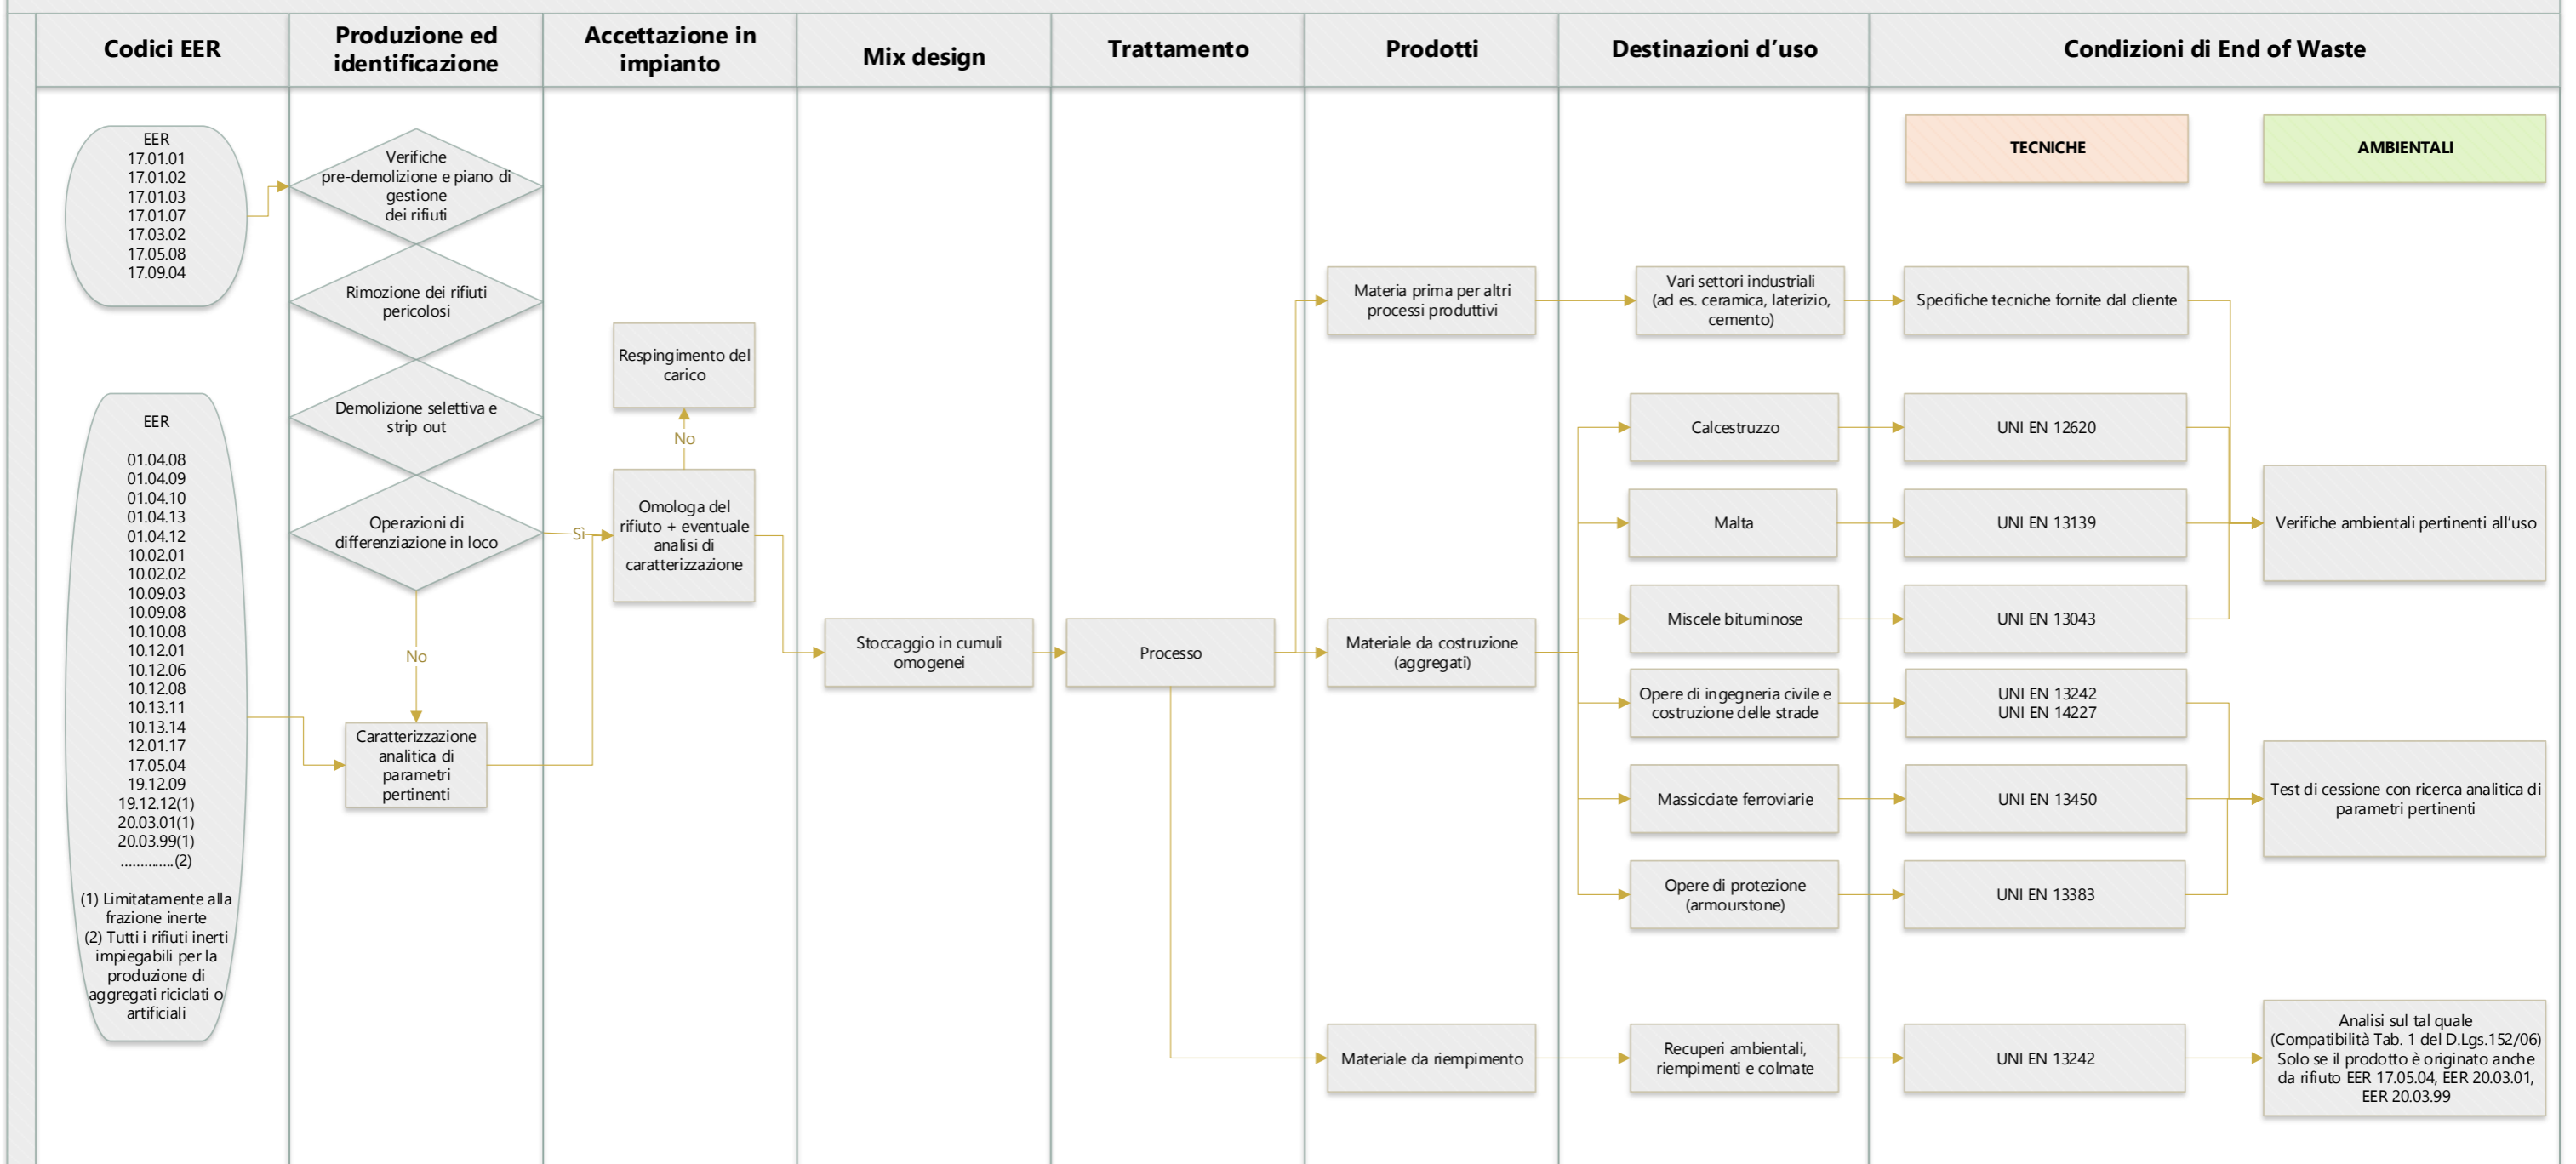 Codici EER
Produzione ed
identificazione
Accettazione in
impianto
Mix design
Trattamento
Prodotti
Destinazioni d’uso
Condizioni di End of Waste
EER
17.01.01
17.01.02
17.01.03
17.01.07
17.03.02
17.05.08
17.09.04
EER
01.04.08
01.04.09
01.04.10
01.04.13
01.04.12
10.02.01
10.02.02
10.09.03
10.09.08
10.10.08
10.12.01
10.12.06
10.12.08
10.13.11
10.13.14
12.01.17
17.05.04
19.12.09
19.12.12(1)
20.03.01(1)
20.03.99(1)
..............(2)
(1) Limitatamente alla
frazione inerte
(2) Tutti i rifiuti inerti
impiegabili per la
produzione di
aggregati riciclati o
artificiali
Verifiche
pre-demolizione e piano di
gestione
dei rifiuti
Rimozione dei rifiuti
pericolosi
Demolizione selettiva e
strip out
Operazioni di
differenziazione in loco
Sì
No
Caratterizzazione
analitica di
parametri
pertinenti
Respingimento del
carico
No
Omologa del
rifiuto + eventuale
analisi di
caratterizzazione
Stoccaggio in cumuli
omogenei
Processo
Materia prima per altri
processi produttivi
Materiale da costruzione
(aggregati)
Materiale da riempimento
Vari settori industriali
(ad es. ceramica, laterizio,
cemento)
Calcestruzzo
Malta
Miscele bituminose
Opere di ingegneria civile e
costruzione delle strade
Massicciate ferroviarie
Opere di protezione
(armourstone)
Recuperi ambientali,
riempimenti e colmate
TECNICHE
Specifiche tecniche fornite dal cliente
UNI EN 12620
UNI EN 13139
UNI EN 13043
UNI EN 13242
UNI EN 14227
UNI EN 13450
UNI EN 13383
UNI EN 13242
AMBIENTALI
Verifiche ambientali pertinenti all’uso
Test di cessione con ricerca analitica di
parametri pertinenti
Analisi sul tal quale
(Compatibilità Tab. 1 del D.Lgs.152/06)
Solo se il prodotto è originato anche
da rifiuto EER 17.05.04, EER 20.03.01,
EER 20.03.99